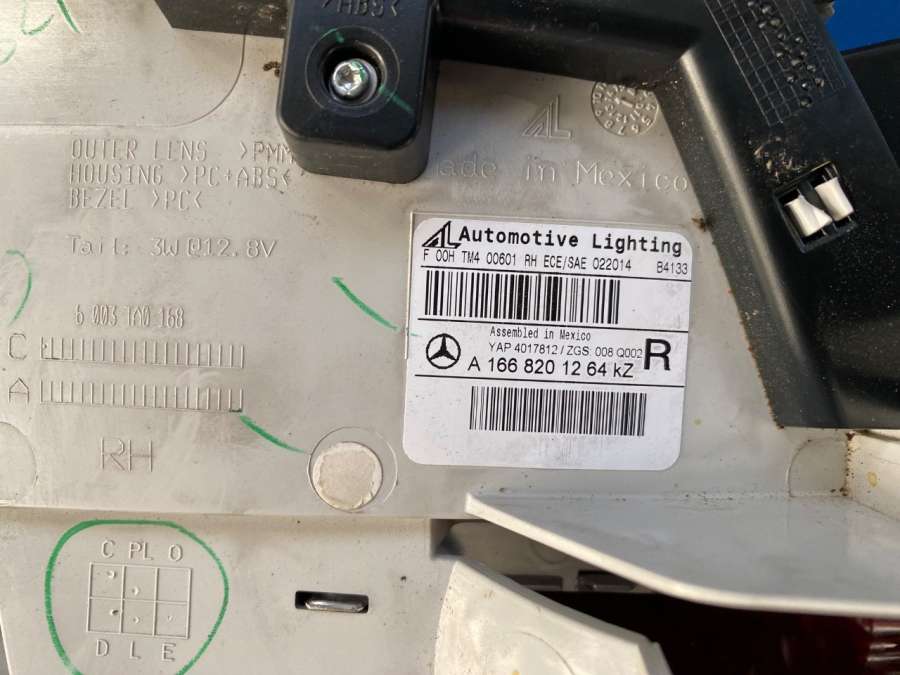 >ABS<
OUTER LENS >PMM
HOUSING >PC+ABS<
BEZEL >PC<
Made in Mexico
Tail: 3W@12.8V
6 003 TA0 168
C
A
RH
AL Automotive Lighting
F 00H TM4 00601 RH ECE/SAE 022014 B4133
Assembled in Mexico
YAP 4017812 / ZGS: 008 Q002
R
A 166 820 12 64 kZ
C PL O
D L E